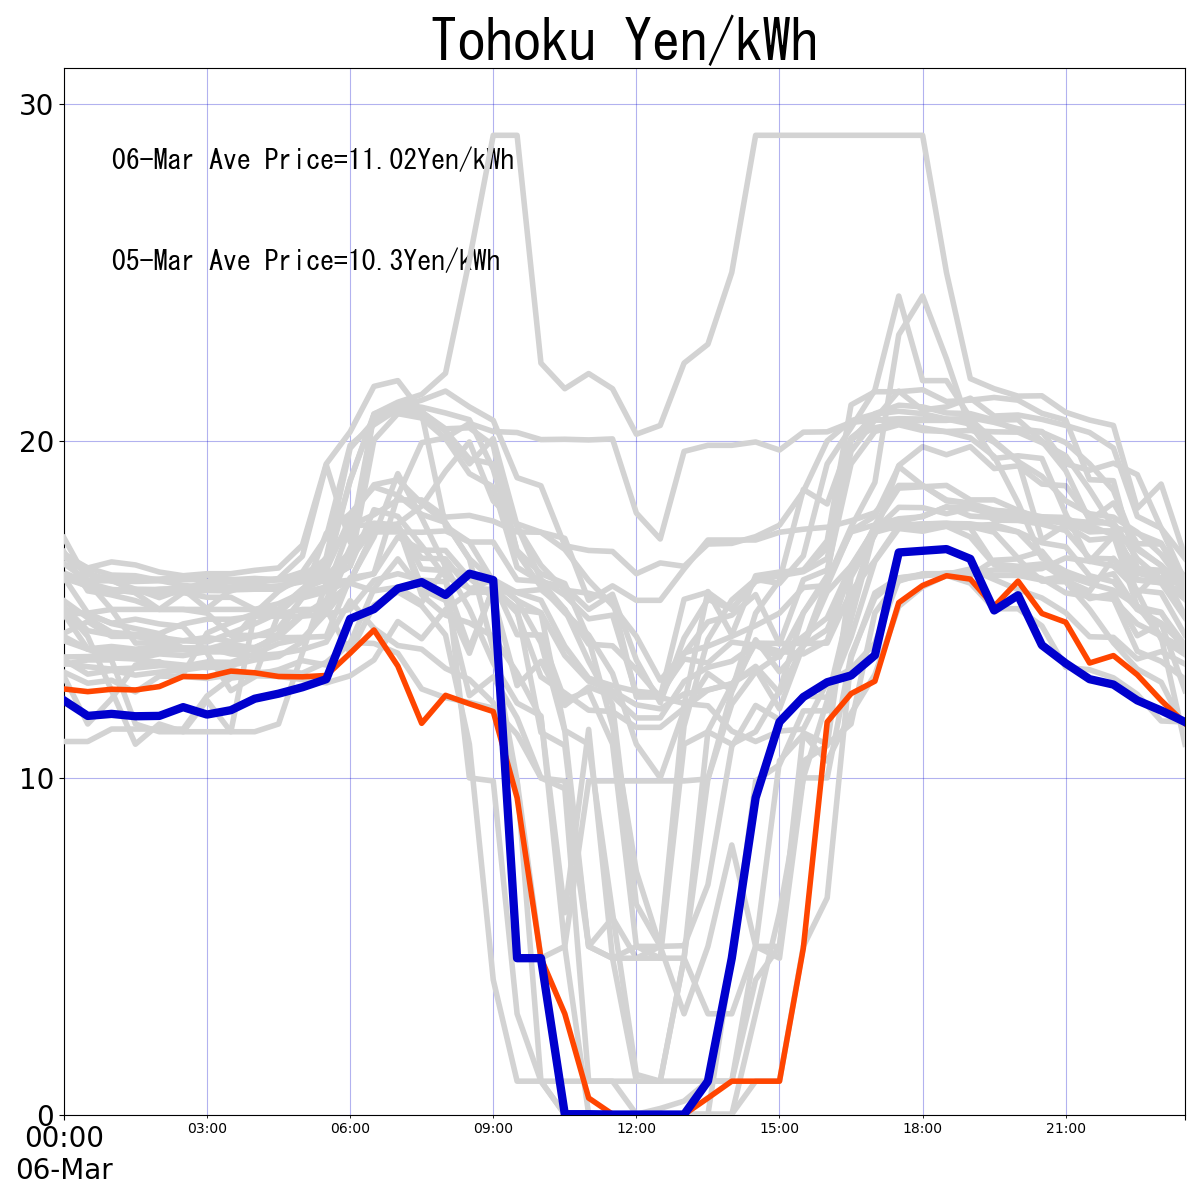 Tohoku Yen/kWh
30
06-Mar Ave Price=11.02Yen/kWh
05-Mar Ave Price=10.3Yen/kWh
20
10
0
00:00 03:00 06:00 09:00 12:00 15:00 18:00 21:00
06-Mar